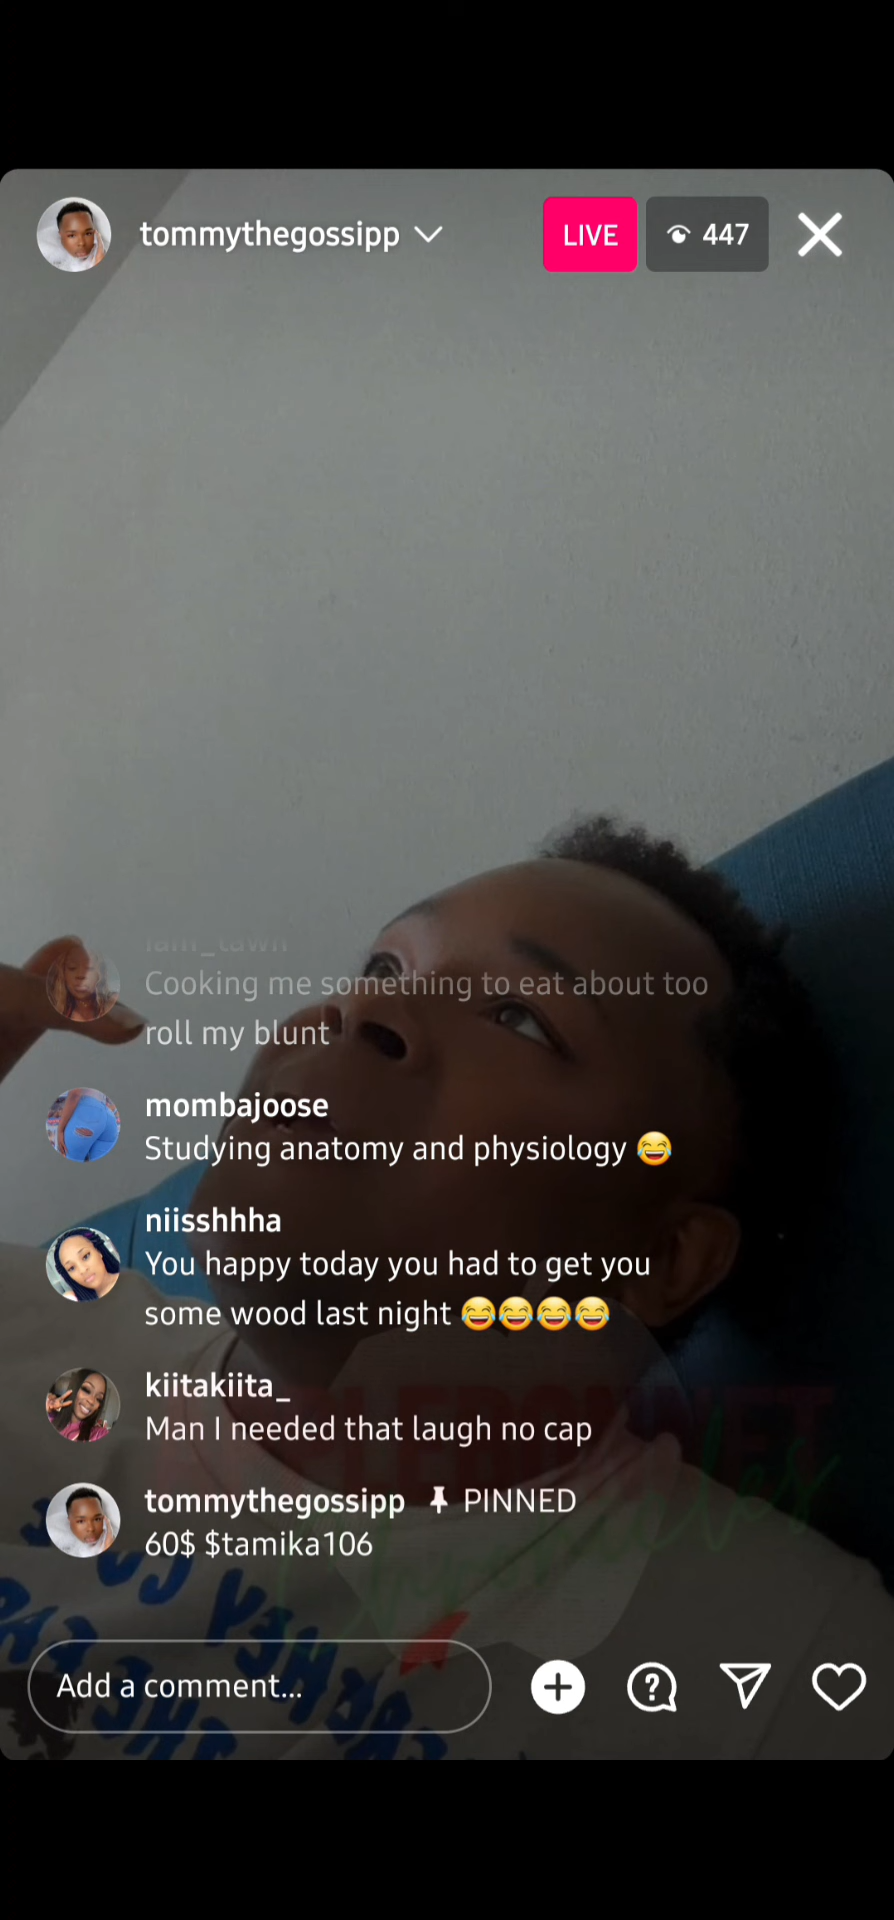 tommythegossipp
LIVE
447
iam_tawn
Cooking me something to eat about too
roll my blunt
mombajoose
Studying anatomy and physiology 😂
niisshhha
You happy today you had to get you
some wood last night 😂😂😂😂
kiitakiita_
Man I needed that laugh no cap
tommythegossipp PINNED
60$ $tamika106
Add a comment...